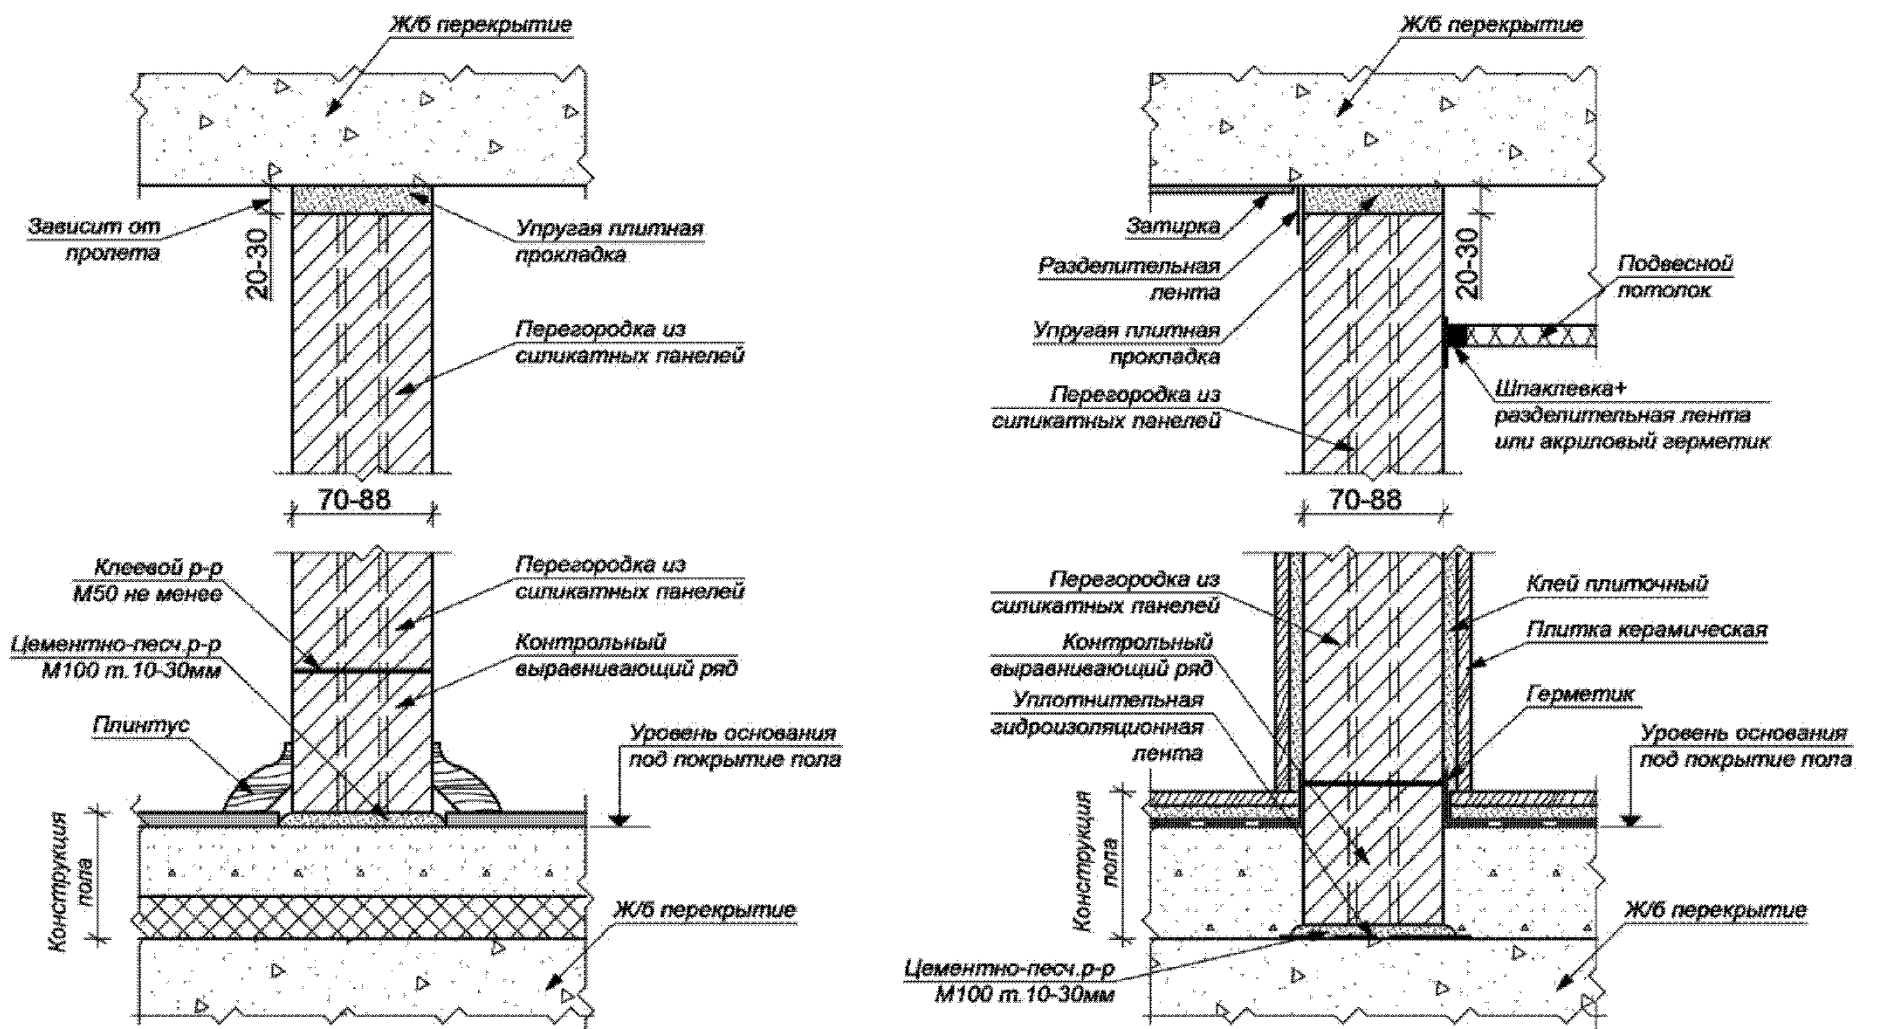 Ж/б перекрытие
Зависит от
пролета
20-30
Упругая плитная
прокладка
Перегородка из
силикатных панелей
70-88
Клеевой р-р
М50 не менее
Цементно-песч.р-р
М100 т.10-30мм
Плинтус
Перегородка из
силикатных панелей
Контрольный
выравнивающий ряд
Уровень основания
под покрытие пола
Конструкция
пола
Ж/б перекрытие
Ж/б перекрытие
Затирка
Разделительная
лента
Упругая плитная
прокладка
Перегородка из
силикатных панелей
20-30
Подвесной
потолок
Шпаклевка+
разделительная лента
или акриловый герметик
70-88
Перегородка из
силикатных панелей
Контрольный
выравнивающий ряд
Уплотнительная
гидроизоляционная
лента
Клей плиточный
Плитка керамическая
Герметик
Уровень основания
под покрытие пола
Конструкция
пола
Ж/б перекрытие
Цементно-песч.р-р
М100 т.10-30мм